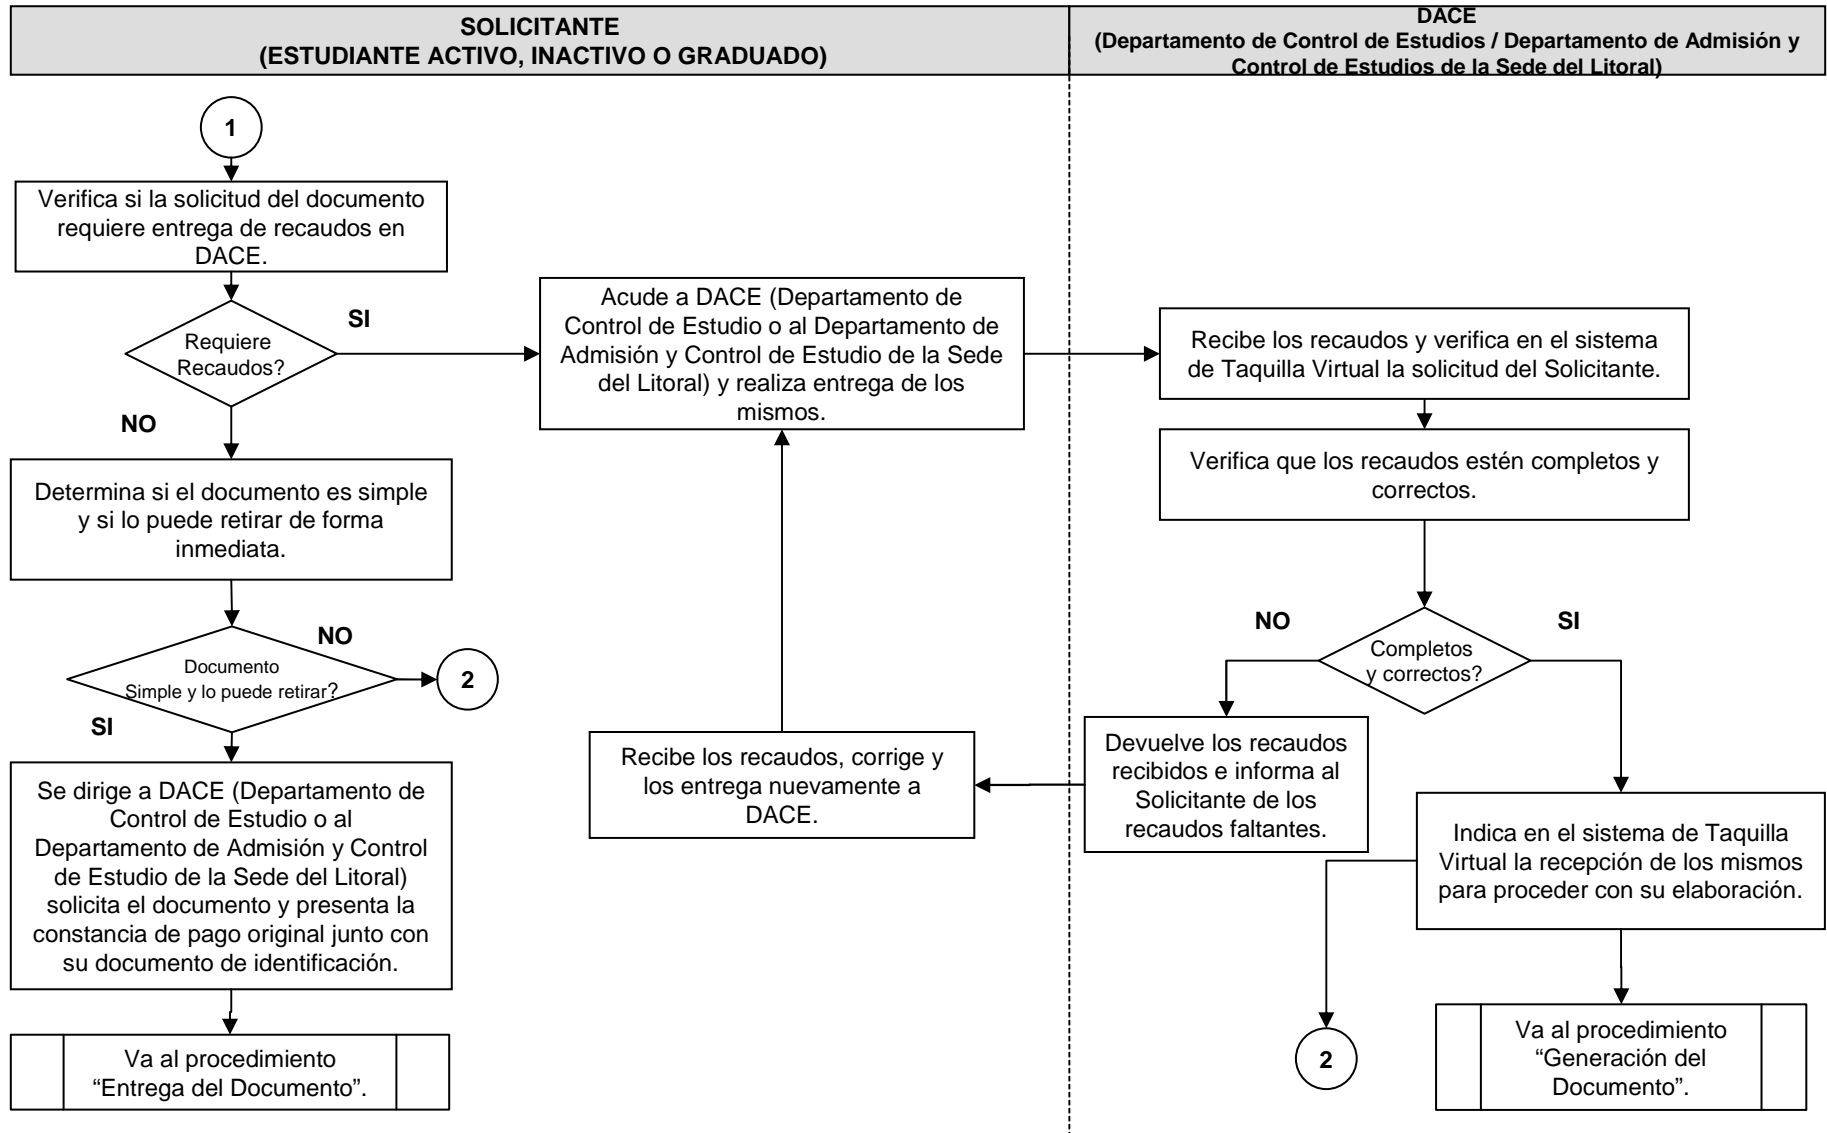 SOLICITANTE
(ESTUDIANTE ACTIVO, INACTIVO O GRADUADO)
DACE
(Departamento de Control de Estudios / Departamento de Admisión y
Control de Estudios de la Sede del Litoral)
1
Verifica si la solicitud del documento
requiere entrega de recaudos en
DACE.
Requiere
Recaudos?
SI
NO
Acude a DACE (Departamento de
Control de Estudio o al Departamento de
Admisión y Control de Estudio de la Sede
del Litoral) y realiza entrega de los
mismos.
Recibe los recaudos y verifica en el sistema
de Taquilla Virtual la solicitud del Solicitante.
Verifica que los recaudos estén completos y
correctos.
Determina si el documento es simple
y si lo puede retirar de forma
inmediata.
Documento
Simple y lo puede retirar?
NO
2
SI
Completos
y correctos?
NO
SI
Recibe los recaudos, corrige y
los entrega nuevamente a
DACE.
Devuelve los recaudos
recibidos e informa al
Solicitante de los
recaudos faltantes.
Se dirige a DACE (Departamento de
Control de Estudio o al
Departamento de Admisión y Control
de Estudio de la Sede del Litoral)
solicita el documento y presenta la
constancia de pago original junto con
su documento de identificación.
Indica en el sistema de Taquilla
Virtual la recepción de los mismos
para proceder con su elaboración.
Va al procedimiento
“Entrega del Documento”.
2
Va al procedimiento
“Generación del
Documento”.